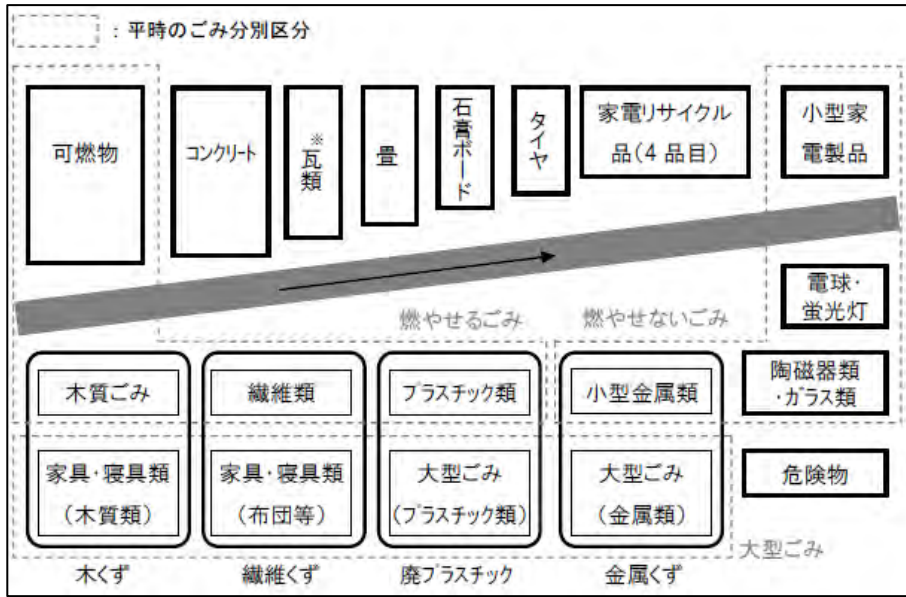 ：平時のごみ分別区分
可燃物
コンクリート
※瓦類
畳
石膏ボード
タイヤ
家電リサイクル
品(４品目)
小型家
電製品
電球・
蛍光灯
燃やせるごみ
燃やせないごみ
木質ごみ
繊維類
プラスチック類
小型金属類
陶磁器類
・ガラス類
家具・寝具類
（木質類）
家具・寝具類
（布団等）
大型ごみ
（プラスチック類）
大型ごみ
（金属類）
危険物
大型ごみ
木くず
繊維くず
廃プラスチック
金属くず